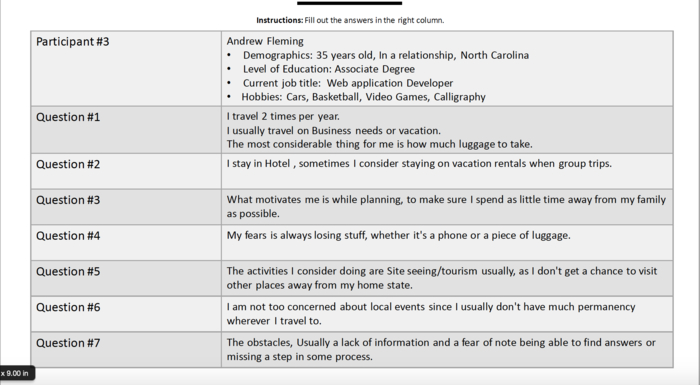 Instructions: Fill out the answers in the right column.
Participant #3
Andrew Fleming
• Demographics: 35 years old, In a relationship, North Carolina
• Level of Education: Associate Degree
• Current job title: Web application Developer
• Hobbies: Cars, Basketball, Video Games, Calligraphy
Question #1
I travel 2 times per year.
I usually travel on Business needs or vacation.
The most considerable thing for me is how much luggage to take.
Question #2
I stay in Hotel , sometimes I consider staying on vacation rentals when group trips.
Question #3
What motivates me is while planning, to make sure I spend as little time away from my family
as possible.
Question #4
My fears is always losing stuff, whether it's a phone or a piece of luggage.
Question #5
The activities I consider doing are Site seeing/tourism usually, as I don't get a chance to visit
other places away from my home state.
Question #6
I am not too concerned about local events since I usually don't have much permanency
wherever I travel to.
Question #7
The obstacles, Usually a lack of information and a fear of note being able to find answers or
missing a step in some process.
x 9.00 in